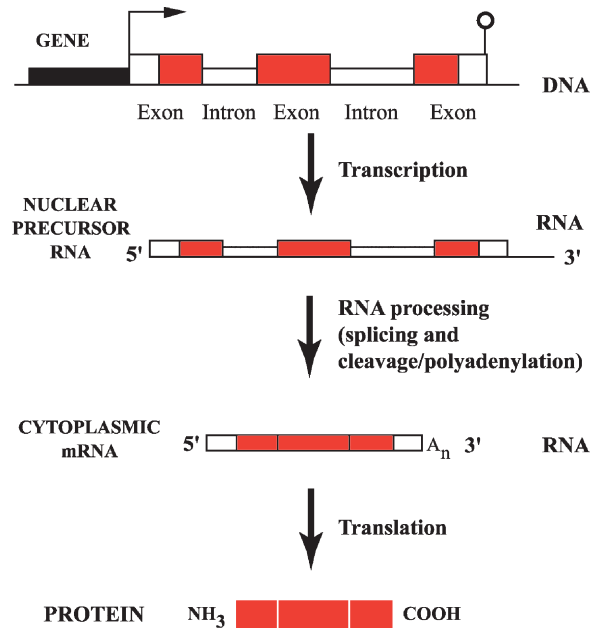 GENE
DNA
Exon Intron Exon Intron Exon
Transcription
NUCLEAR
PRECURSOR
RNA
5'
RNA
3'
RNA processing
(splicing and
cleavage/polyadenylation)
CYTOPLASMIC
mRNA
5'
An
3'
RNA
Translation
PROTEIN
NH3
COOH